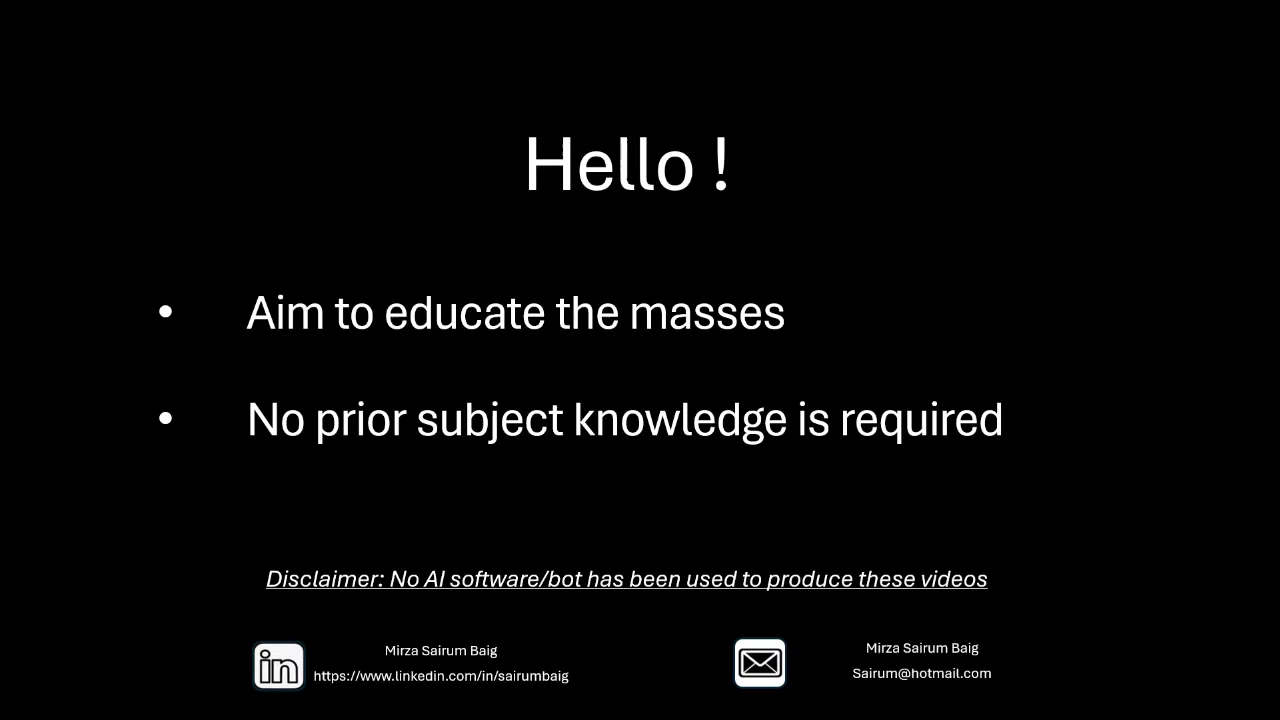 Hello !
• Aim to educate the masses
• No prior subject knowledge is required
Disclaimer: No AI software/bot has been used to produce these videos
in
Mirza Sairum Baig
https://www.linkedin.com/in/sairumbaig
Mirza Sairum Baig
Sairum@hotmail.com